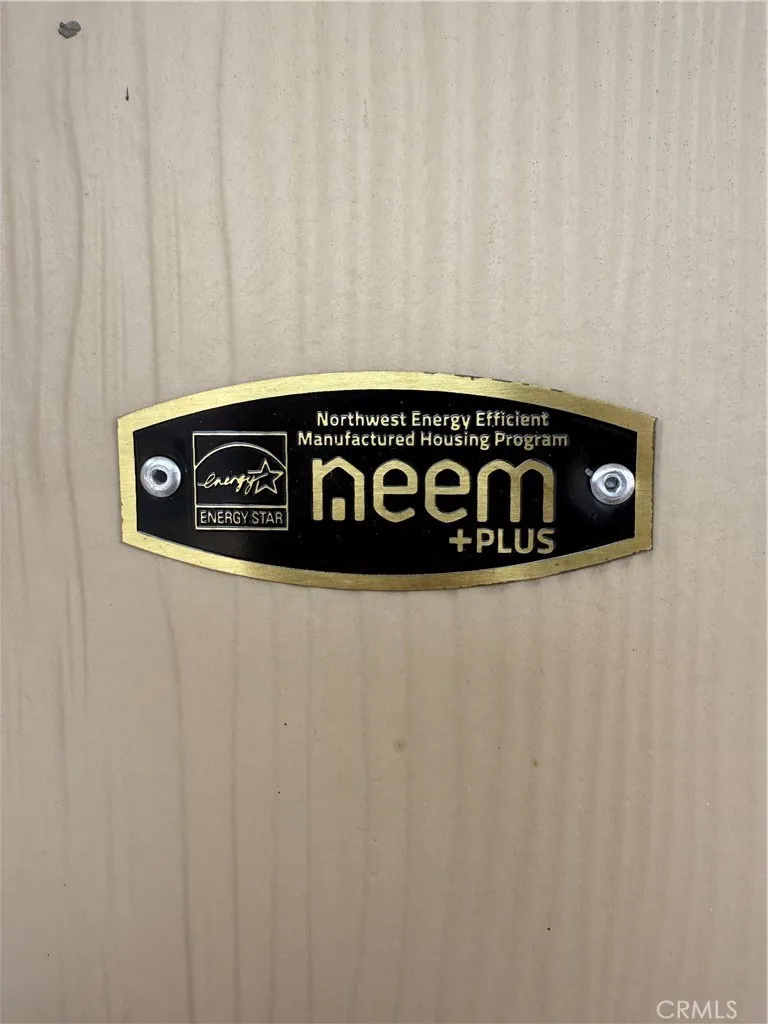 Northwest Energy Efficient
Manufactured Housing Program
energy
ENERGY STAR
neem
+PLUS
CRMLS